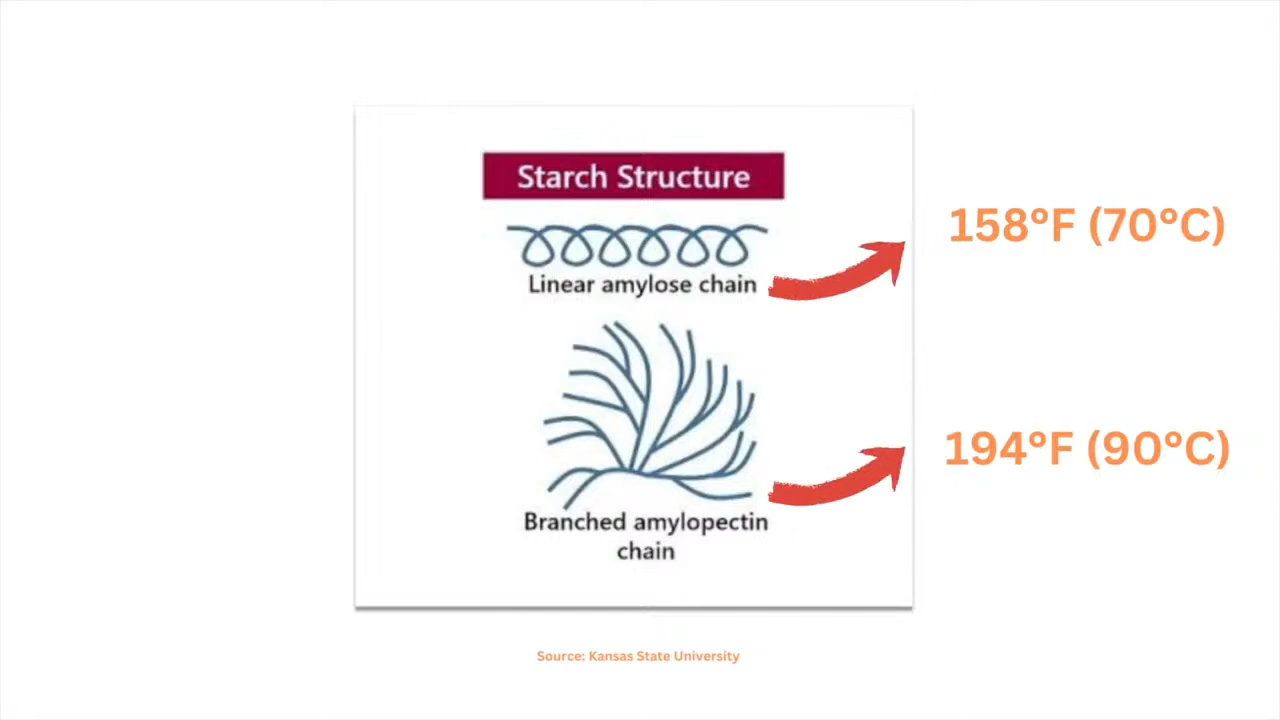 Starch Structure
Linear amylose chain
158°F (70°C)
Branched amylopectin
chain
194°F (90°C)
Source: Kansas State University